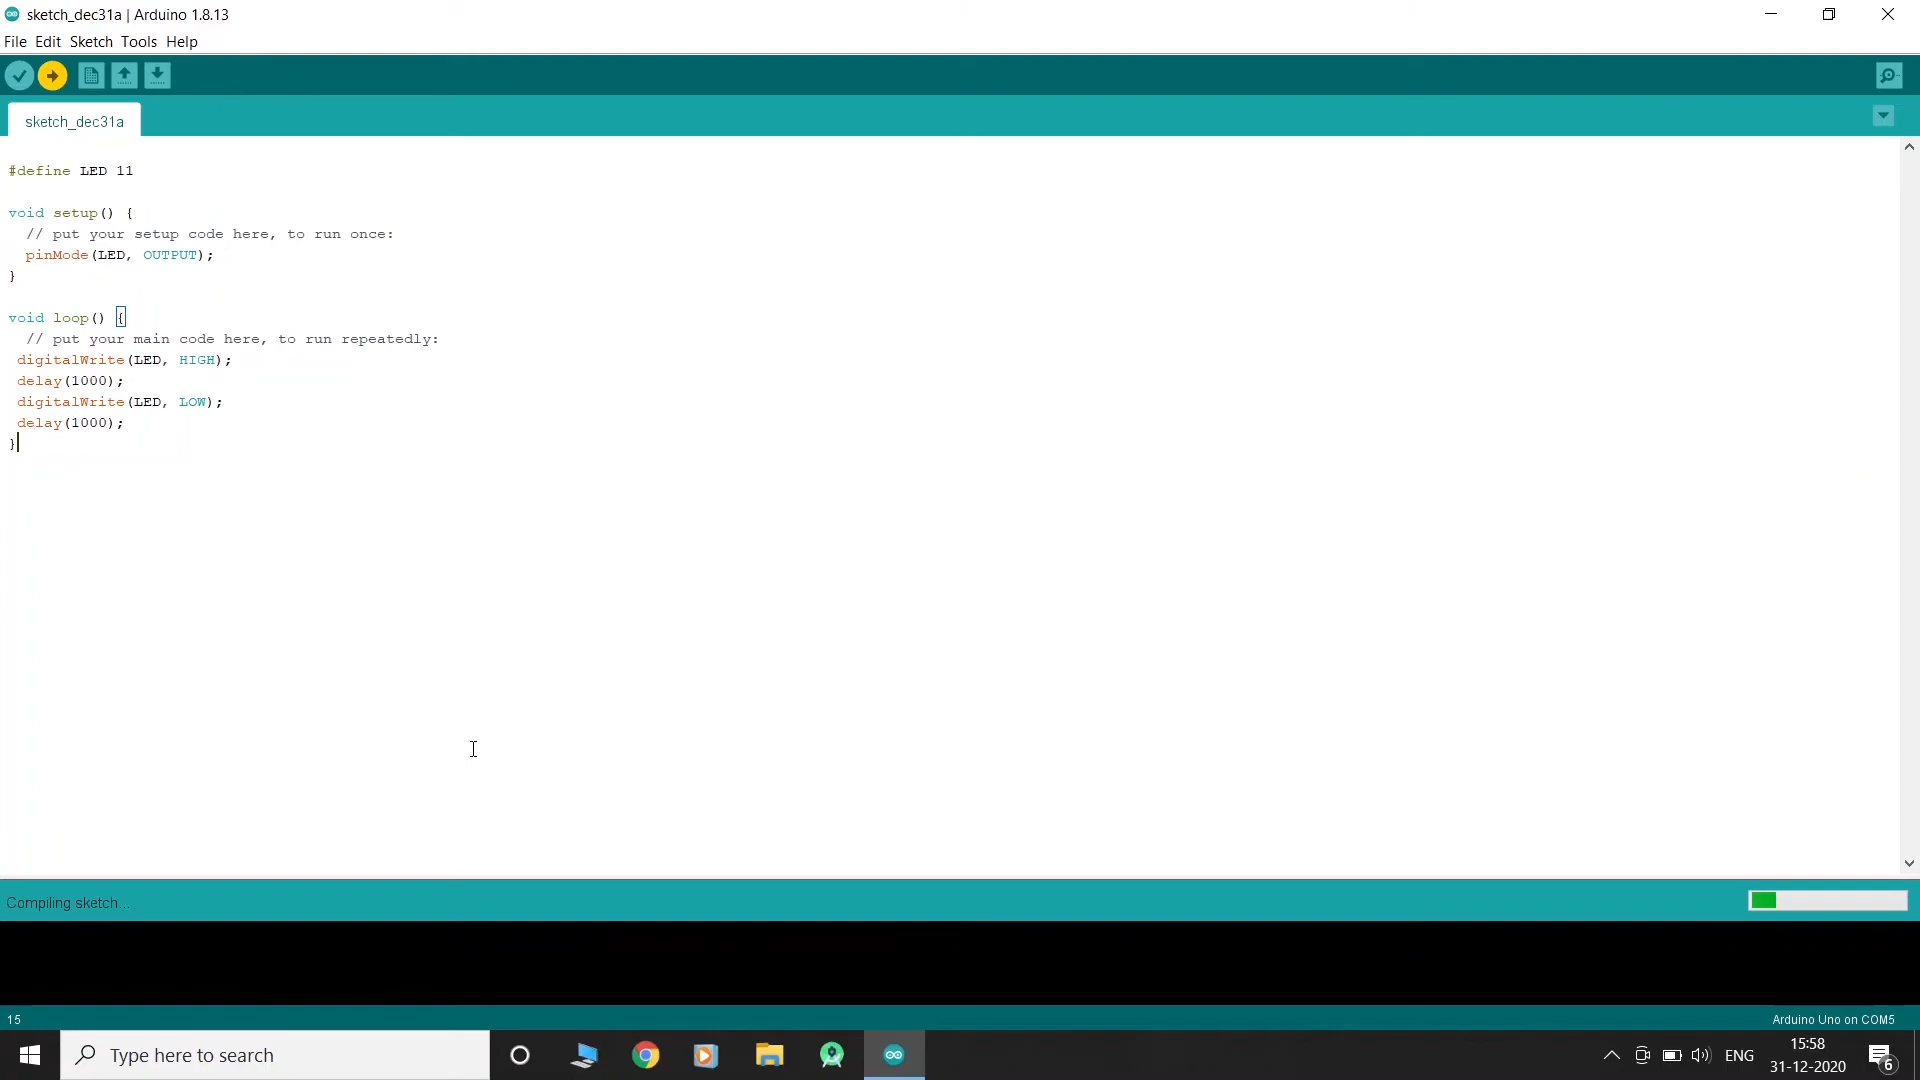 sketch_dec31a | Arduino 1.8.13
File Edit Sketch Tools Help
sketch_dec31a
#define LED 11
void setup() {
// put your setup code here, to run once:
pinMode(LED, OUTPUT);
}
void loop() {
// put your main code here, to run repeatedly:
digitalWrite(LED, HIGH);
delay(1000);
digitalWrite(LED, LOW);
delay(1000);
}
Compiling sketch...
15
Arduino Uno on COM5
Type here to search
ENG
15:58
31-12-2020
6